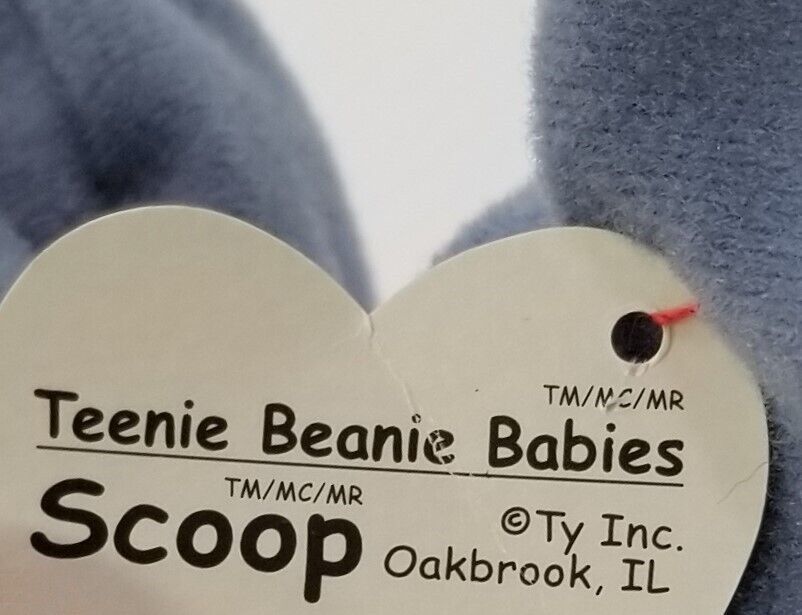 TM/MC/MR
Teenie Beanie Babies
TM/MC/MR
Scoop
©Ty Inc.
Oakbrook, IL